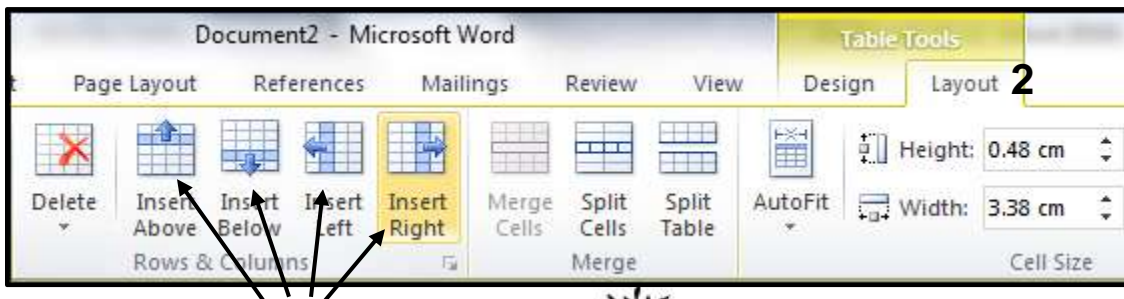 Document2 - Microsoft Word
Table Tools
Page Layout References Mailings Review View Design Layout 2
Delete Insert Above Insert Below Insert Left Insert Right Merge Cells Split Cells Split Table AutoFit Height: 0.48 cm
Width: 3.38 cm
Rows & Columns Merge Cell Size